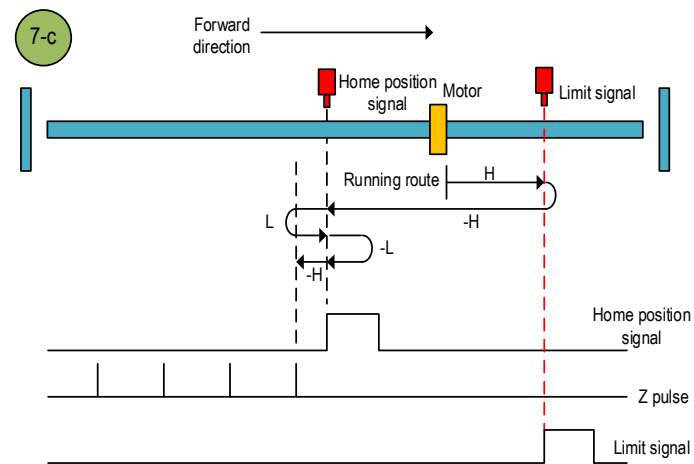 7-c
Forward
direction
Home position
signal
Motor
Limit signal
Running route
H
-H
L
-L
-H
Home position
signal
Z pulse
Limit signal